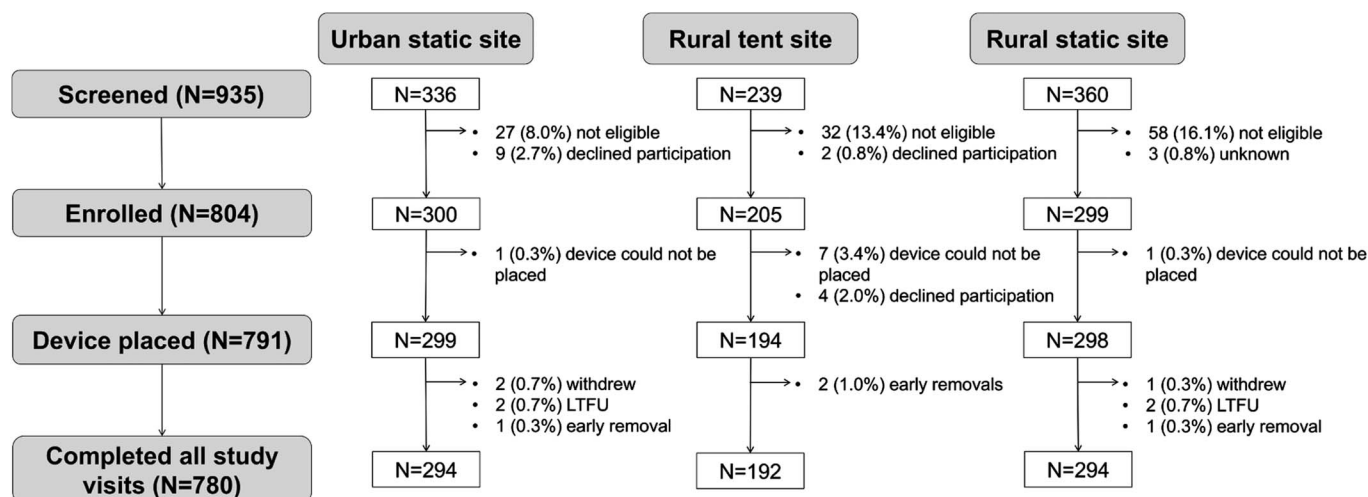 Urban static site
Rural tent site
Rural static site
Screened (N=935)
N=336
N=239
N=360
• 27 (8.0%) not eligible
• 9 (2.7%) declined participation
• 32 (13.4%) not eligible
• 2 (0.8%) declined participation
• 58 (16.1%) not eligible
• 3 (0.8%) unknown
Enrolled (N=804)
N=300
N=205
N=299
• 1 (0.3%) device could not be
placed
• 7 (3.4%) device could not be
placed
• 4 (2.0%) declined participation
• 1 (0.3%) device could not be
placed
Device placed (N=791)
N=299
N=194
N=298
• 2 (0.7%) withdrew
• 2 (0.7%) LTFU
• 1 (0.3%) early removal
• 2 (1.0%) early removals
• 1 (0.3%) withdrew
• 2 (0.7%) LTFU
• 1 (0.3%) early removal
Completed all study
visits (N=780)
N=294
N=192
N=294